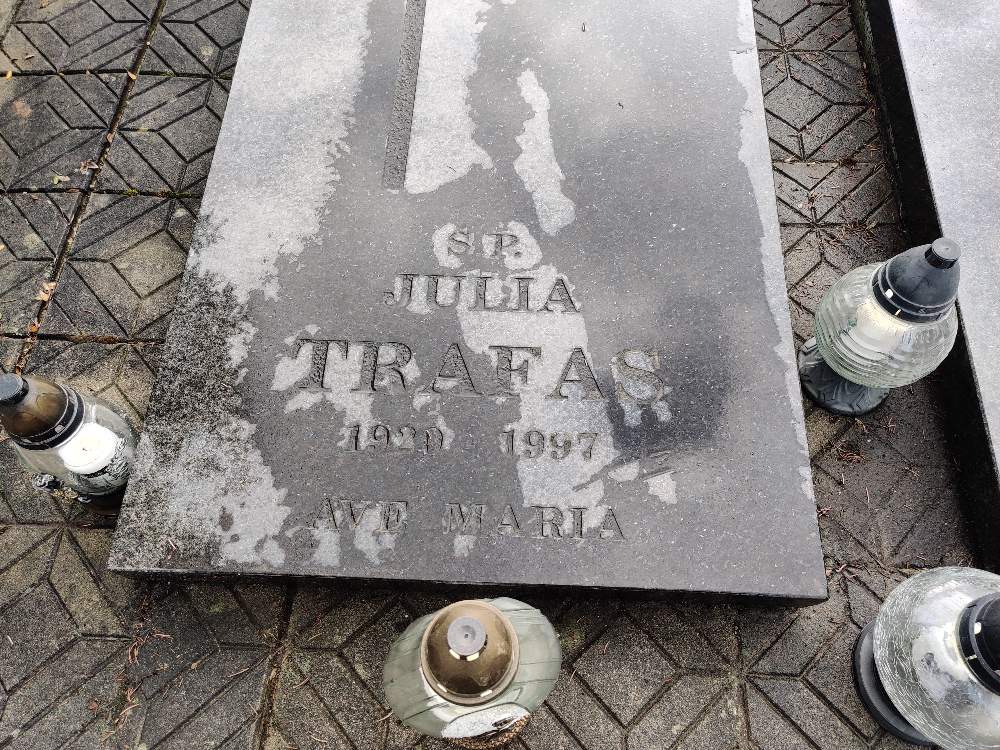 Ś. P.
JULIA
TRAFAS
1920 1997
AVE MARIA